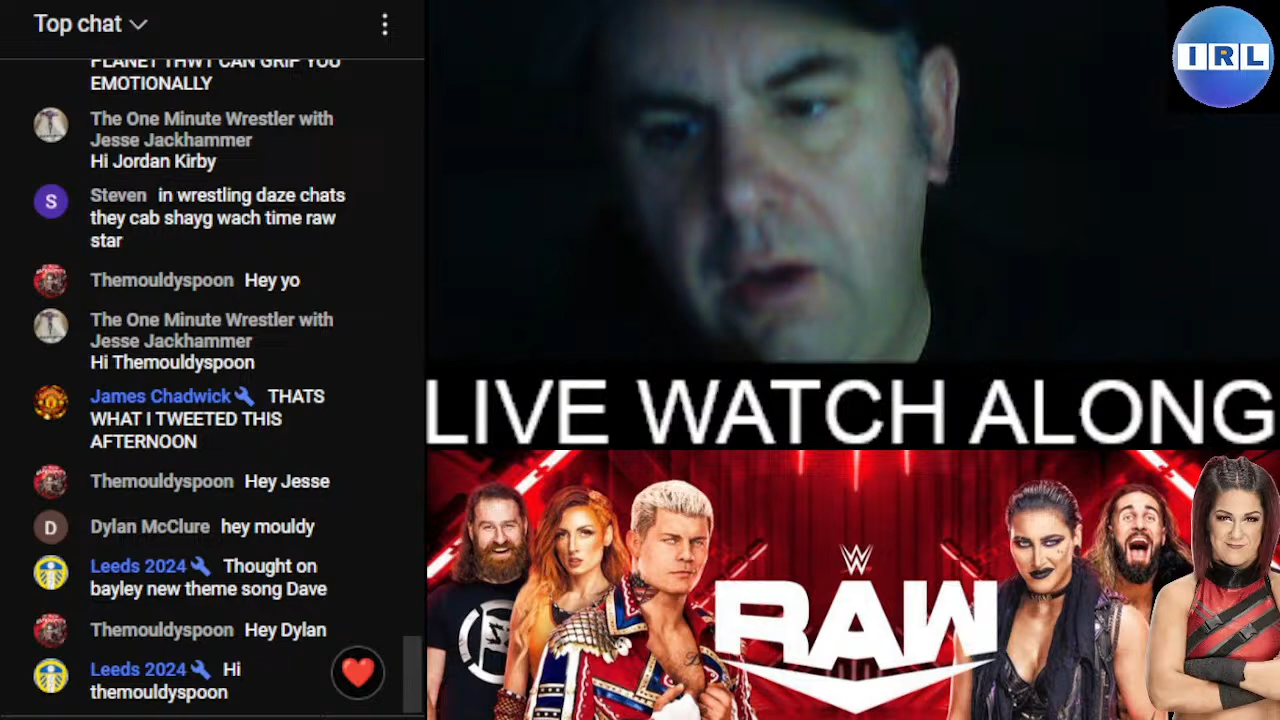 Top chat
PLANET THWT CAN GRIP YOU
EMOTIONALLY
The One Minute Wrestler with
Jesse Jackhammer
Hi Jordan Kirby
S
Steven in wrestling daze chats
they cab shayg wach time raw
star
Themouldyspoon Hey yo
The One Minute Wrestler with
Jesse Jackhammer
Hi Themouldyspoon
James Chadwick THATS
WHAT I TWEETED THIS
AFTERNOON
Themouldyspoon Hey Jesse
D
Dylan McClure hey mouldy
Leeds 2024 Thought on
bayley new theme song Dave
Themouldyspoon Hey Dylan
Leeds 2024 Hi
themouldyspoon
IRL
LIVE WATCH ALONG
W
RAW